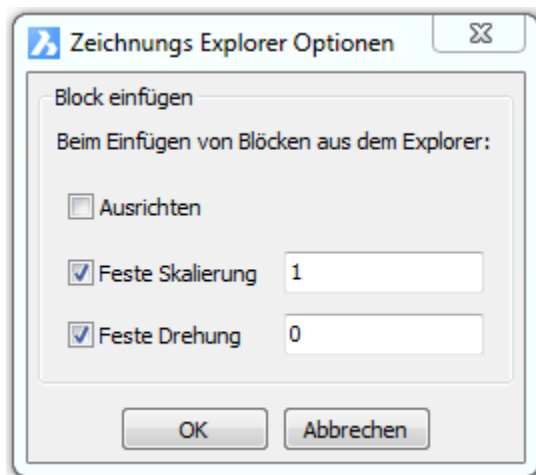 Zeichnungs Explorer Optionen
Block einfügen
Beim Einfügen von Blöcken aus dem Explorer:
Ausrichten
Feste Skalierung 1
Feste Drehung 0
OK Abbrechen